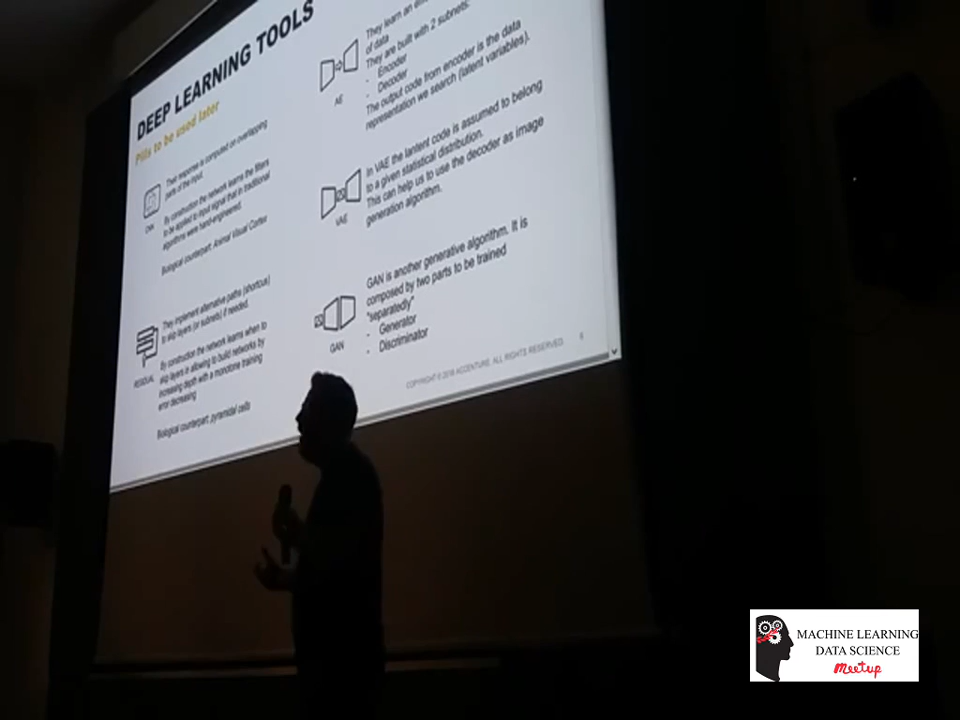 DEEP LEARNING TOOLS
Pills to be used later
CNN
Their response is computed on overlapping
parts of the input.
By construction the network learns the filters
to be applied to input signal that in traditional
algorithms were hand-engineered.
Biological counterpart: Animal Visual Cortex
RESIDUAL
They implement alternative paths (shortcut)
to skip layers (or subnets) if needed.
By construction the network learns when to
skip layers in allowing to build networks by
increasing depth with a monotone training
error decreasing
Biological counterpart: pyramidal cells
AE
They learn an
of data
They are built with 2 subnets:
- Encoder
- Decoder
The output code from encoder is the data
representation we search (latent variables).
VAE
In VAE the lantent code is assumed to belong
to a given statistical distribution.
This can help us to use the decoder as image
generation algorithm.
GAN
GAN is another generative algorithm. It is
composed by two parts to be trained
"separatedly"
- Generator
- Discriminator
COPYRIGHT © 2018 ACCENTURE. ALL RIGHTS RESERVED.
MACHINE LEARNING
DATA SCIENCE
meetup